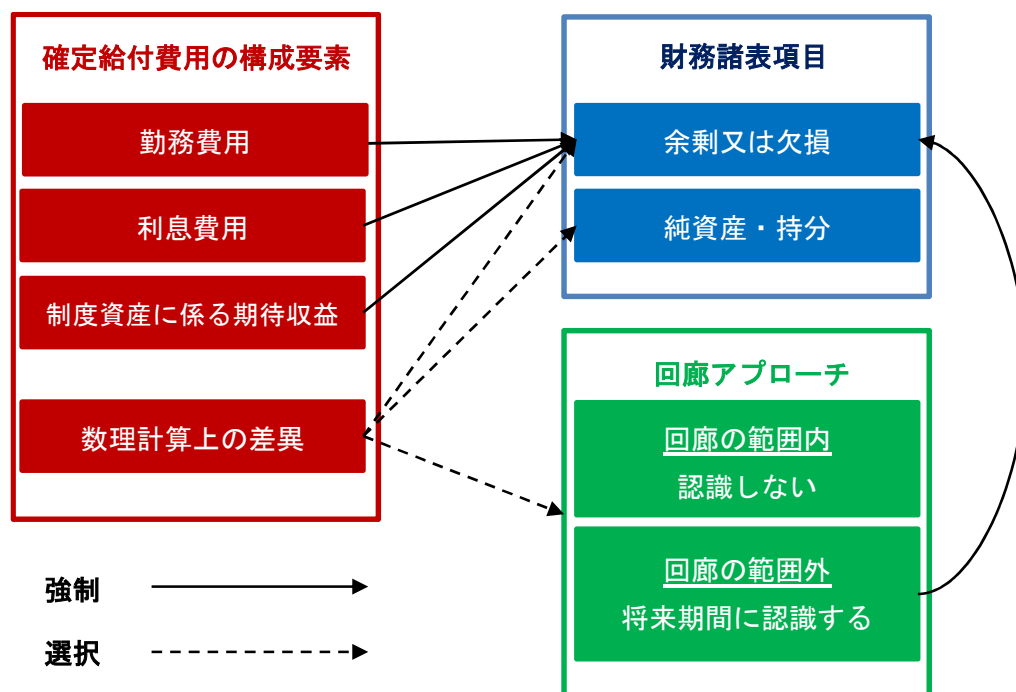 確定給付費用の構成要素
勤務費用
利息費用
制度資産に係る期待収益
数理計算上の差異
財務諸表項目
余剰又は欠損
純資産・持分
回廊アプローチ
回廊の範囲内
認識しない
回廊の範囲外
将来期間に認識する
強制
選択